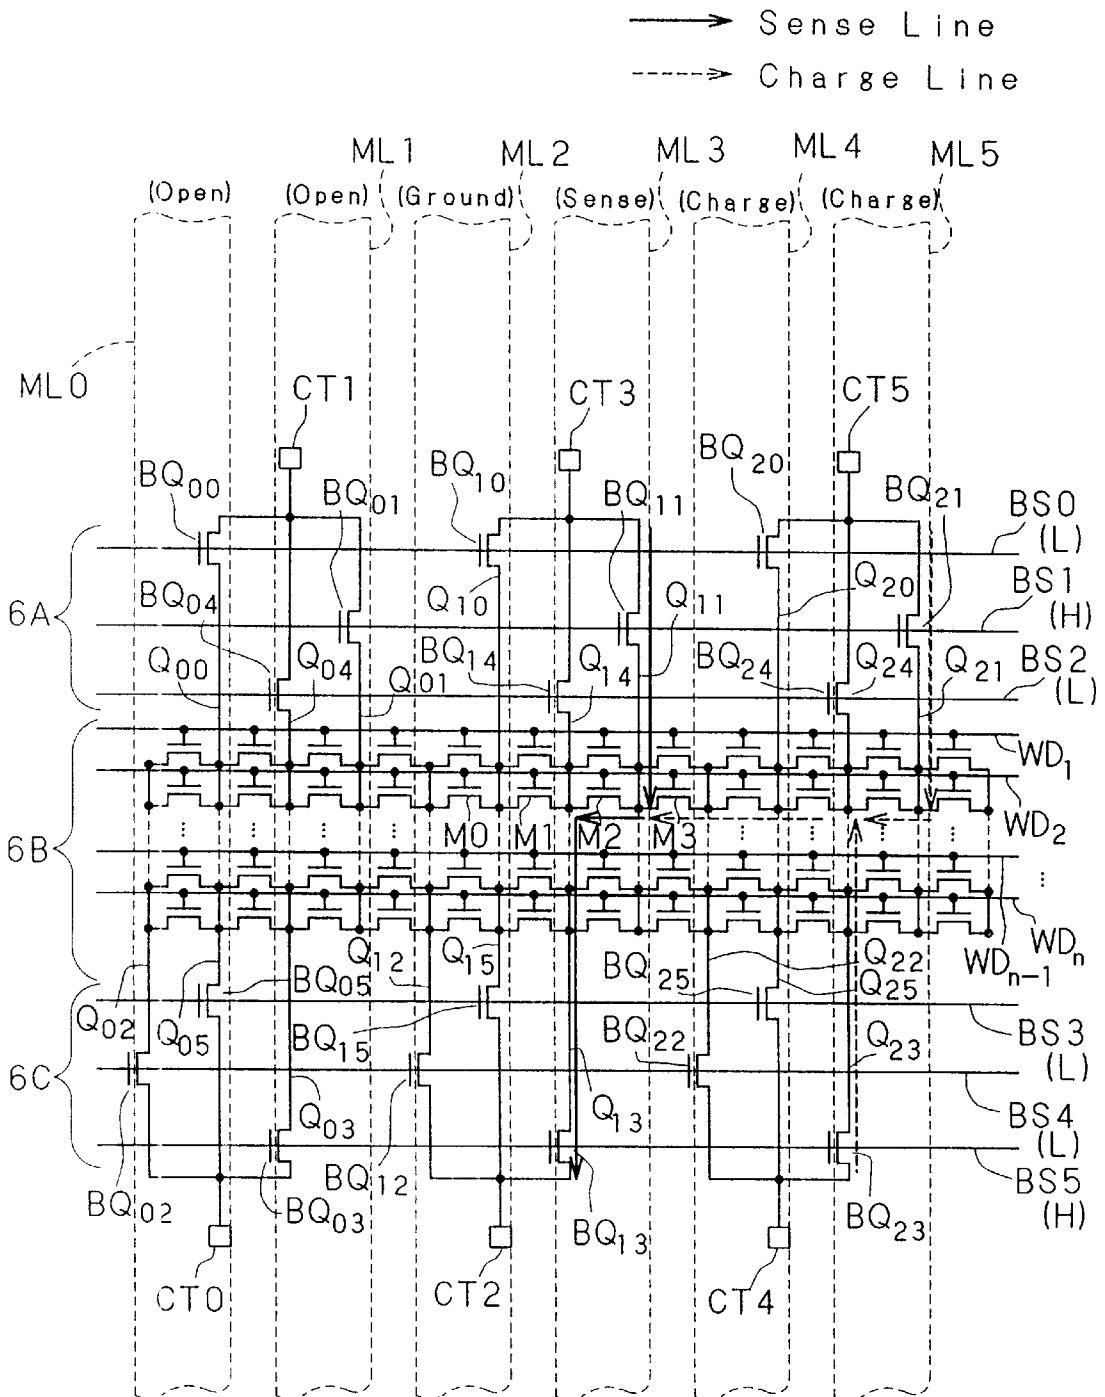 Sense Line
Charge Line
ML1 ML2 ML3 ML4 ML5
(Open) (Open) (Ground) (Sense) (Charge) (Charge)
ML0
CT1 CT3 CT5
BQ00 BQ01 BQ10 BQ11 BQ20 BQ21
BS0
(L)
6A
BQ04 Q10 Q11 Q20 BS1
(H)
Q00 Q04 Q01 BQ14 Q14 BQ24 Q24 Q21 BS2
(L)
WD1
M0 M1 M2 M3 WD2
6B
⋮ ⋮ ⋮ ⋮ ⋮ ⋮ ⋮
Q12 Q15 BQ25 Q22 Q25 WDn-1 WDn
Q02 Q05 BQ05 BQ15 BQ22 Q23 BS3
(L)
6C
Q03 Q13 BS4
(L)
BQ02 BQ03 BQ12 BQ13 BQ23 BS5
(H)
CT0 CT2 CT4